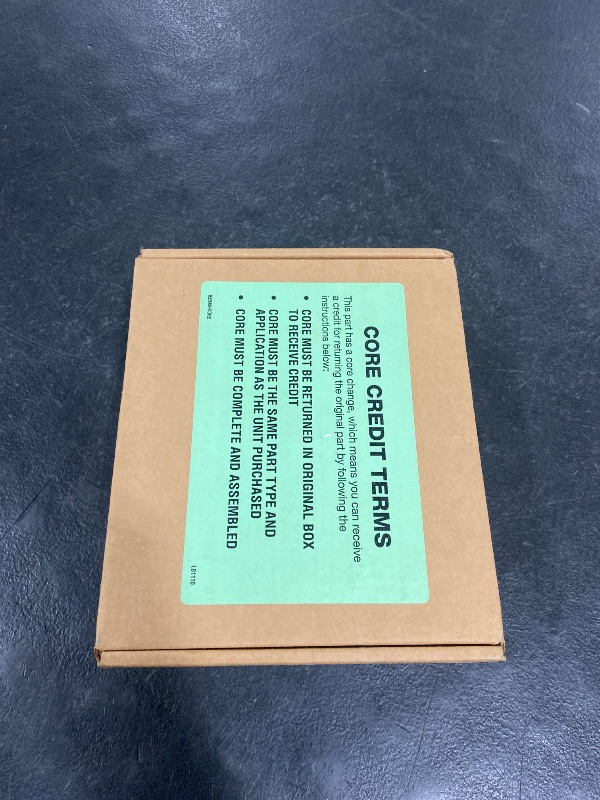 CORE CREDIT TERMS
This part has a core change, which means you can receive
a credit for returning the original part by following the
instructions below:
• CORE MUST BE RETURNED IN ORIGINAL BOX
TO RECEIVE CREDIT
• CORE MUST BE THE SAME PART TYPE AND
APPLICATION AS THE UNIT PURCHASED
• CORE MUST BE COMPLETE AND ASSEMBLED
LB1110